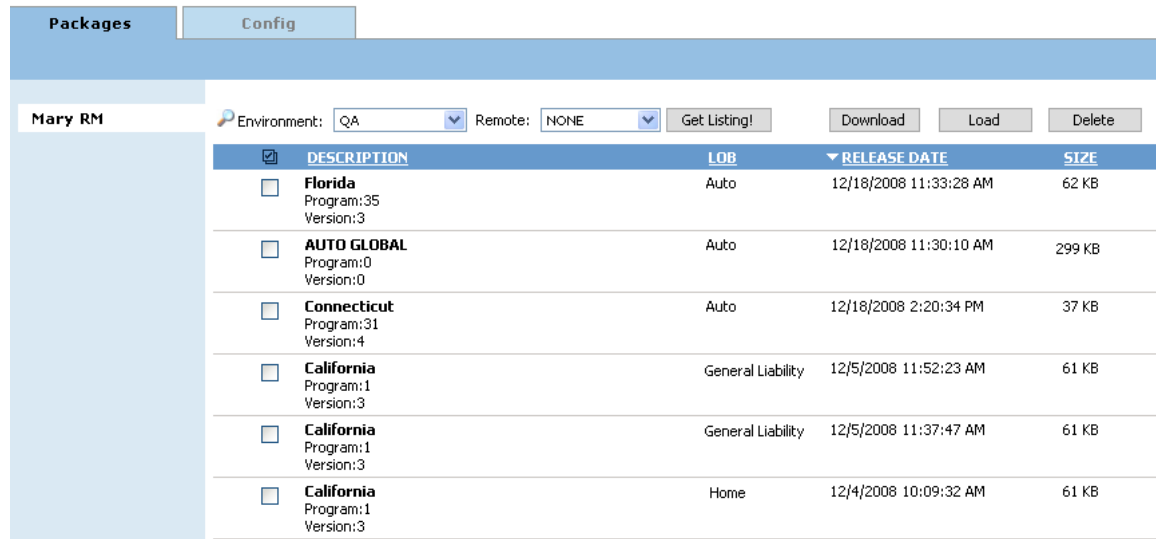 Packages Config
Mary RM
Environment: QA Remote: NONE Get Listing! Download Load Delete
DESCRIPTION LOB RELEASE DATE SIZE
Florida Auto 12/18/2008 11:33:28 AM 62 KB
Program:35
Version:3
AUTO GLOBAL Auto 12/18/2008 11:30:10 AM 299 KB
Program:0
Version:0
Connecticut Auto 12/18/2008 2:20:34 PM 37 KB
Program:31
Version:4
California General Liability 12/5/2008 11:52:23 AM 61 KB
Program:1
Version:3
California General Liability 12/5/2008 11:37:47 AM 61 KB
Program:1
Version:3
California Home 12/4/2008 10:09:32 AM 61 KB
Program:1
Version:3